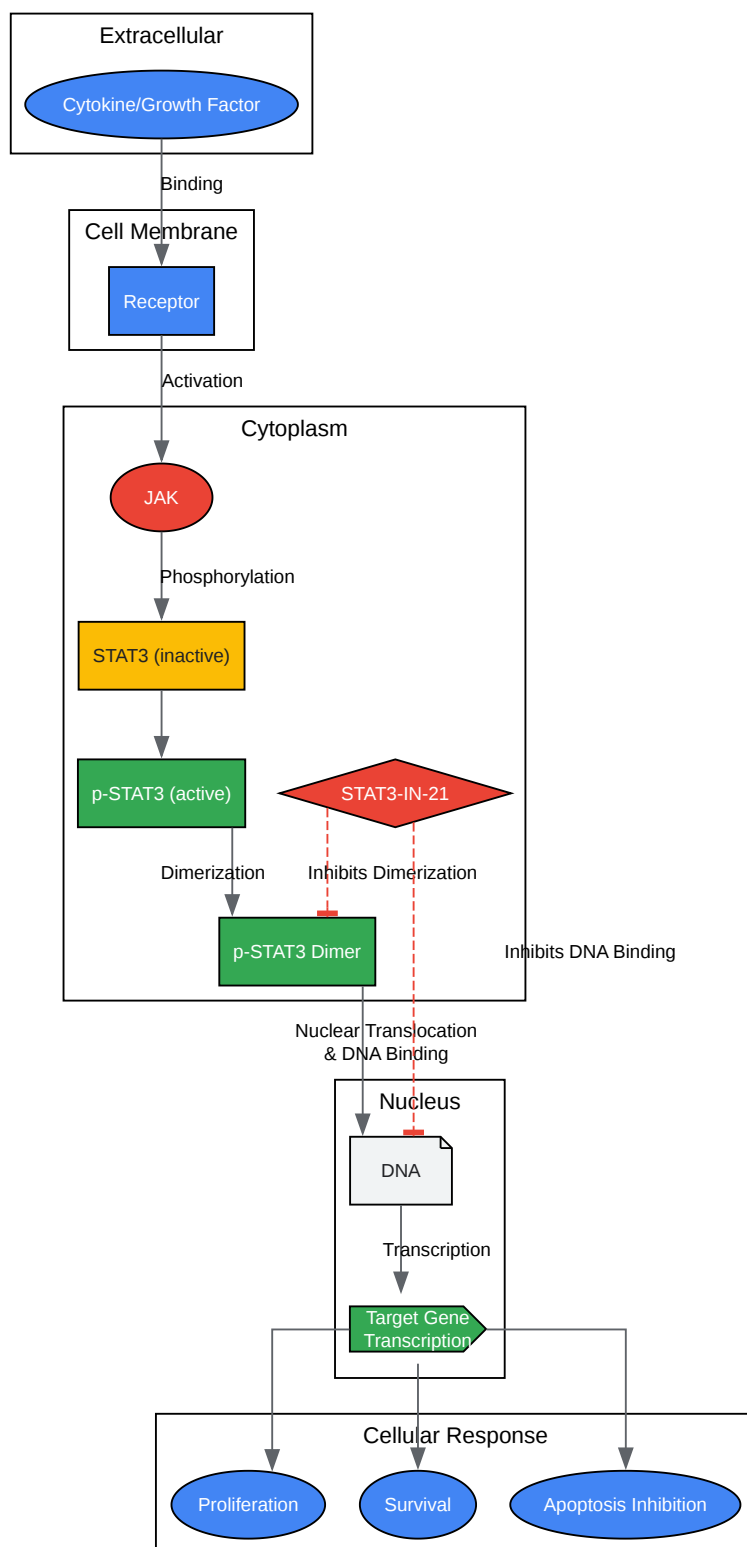 Extracellular
Cytokine/Growth Factor
Binding
Cell Membrane
Receptor
Activation
Cytoplasm
JAK
Phosphorylation
STAT3 (inactive)
p-STAT3 (active)
STAT3-IN-21
Dimerization
Inhibits Dimerization
p-STAT3 Dimer
Inhibits DNA Binding
Nuclear Translocation
& DNA Binding
Nucleus
DNA
Transcription
Target Gene
Transcription
Cellular Response
Proliferation
Survival
Apoptosis Inhibition